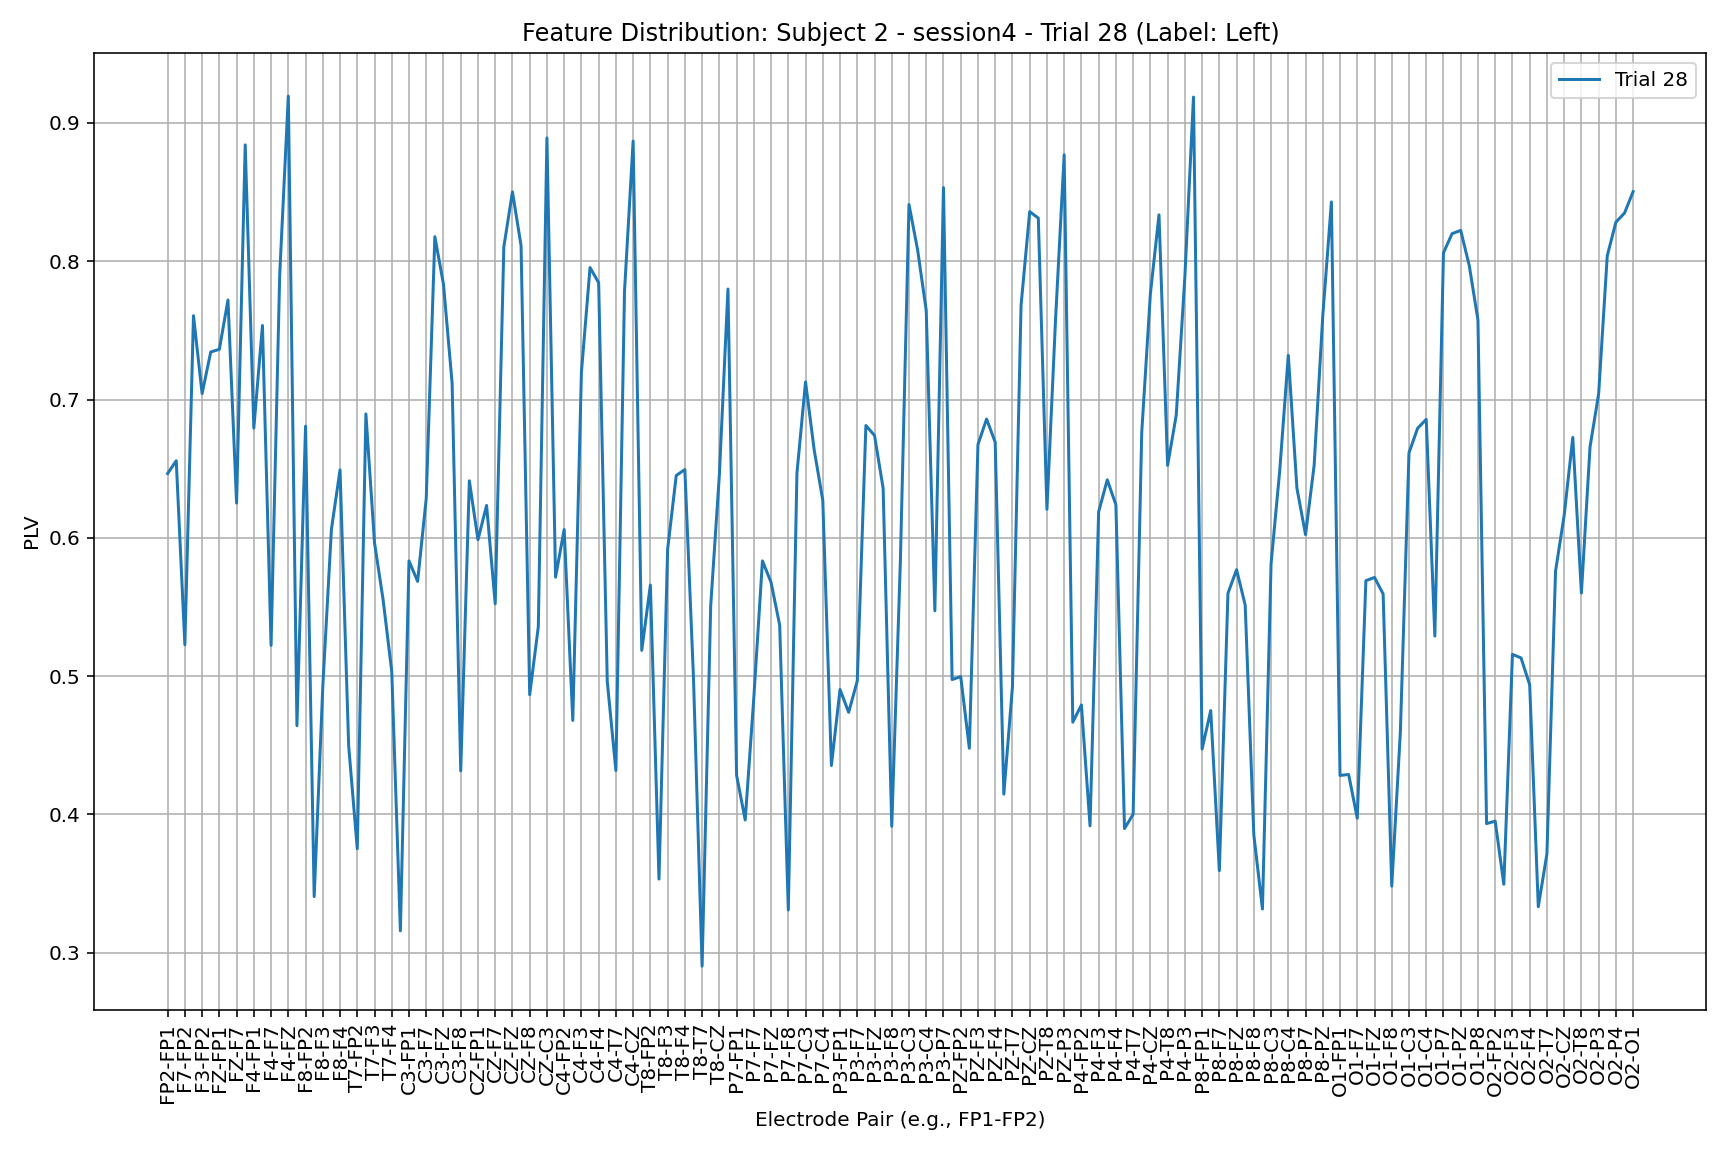 Feature Distribution: Subject 2 - session4 - Trial 28 (Label: Left)
Trial 28
PLV
0.9
0.8
0.7
0.6
0.5
0.4
0.3
FP2-FP1
F7-FP2
F3-FP2
FZ-FP1
FZ-F7
F4-FP1
F4-F7
F4-FZ
F8-FP2
F8-F3
F8-F4
T7-FP2
T7-F3
T7-F4
C3-FP1
C3-F7
C3-FZ
C3-F8
CZ-FP1
CZ-F7
CZ-FZ
CZ-F8
CZ-C3
C4-FP2
C4-F3
C4-F4
C4-T7
C4-CZ
T8-FP2
T8-F3
T8-F4
T8-T7
T8-CZ
P7-FP1
P7-F7
P7-FZ
P7-F8
P7-C3
P7-C4
P3-FP1
P3-F7
P3-FZ
P3-F8
P3-C3
P3-C4
P3-P7
PZ-FP2
PZ-F3
PZ-F4
PZ-T7
PZ-CZ
PZ-T8
PZ-P3
P4-FP2
P4-F3
P4-F4
P4-T7
P4-CZ
P4-T8
P4-P3
P8-FP1
P8-F7
P8-FZ
P8-F8
P8-C3
P8-C4
P8-P7
P8-PZ
O1-FP1
O1-F7
O1-FZ
O1-F8
O1-C3
O1-C4
O1-P7
O1-PZ
O1-P8
O2-FP2
O2-F3
O2-F4
O2-T7
O2-CZ
O2-T8
O2-P3
O2-P4
O2-O1
Electrode Pair (e.g., FP1-FP2)